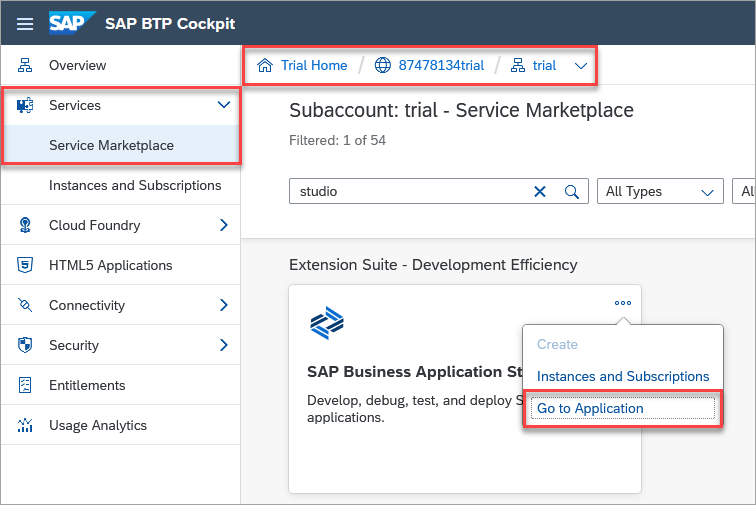 SAP SAP BTP Cockpit
Overview
Services
Service Marketplace
Instances and Subscriptions
Cloud Foundry
HTML5 Applications
Connectivity
Security
Entitlements
Usage Analytics
Trial Home / 87478134trial / trial
Subaccount: trial - Service Marketplace
Filtered: 1 of 54
studio
All Types
Al
Extension Suite - Development Efficiency
SAP Business Application St
Develop, debug, test, and deploy S
applications.
Create
Instances and Subscriptions
Go to Application